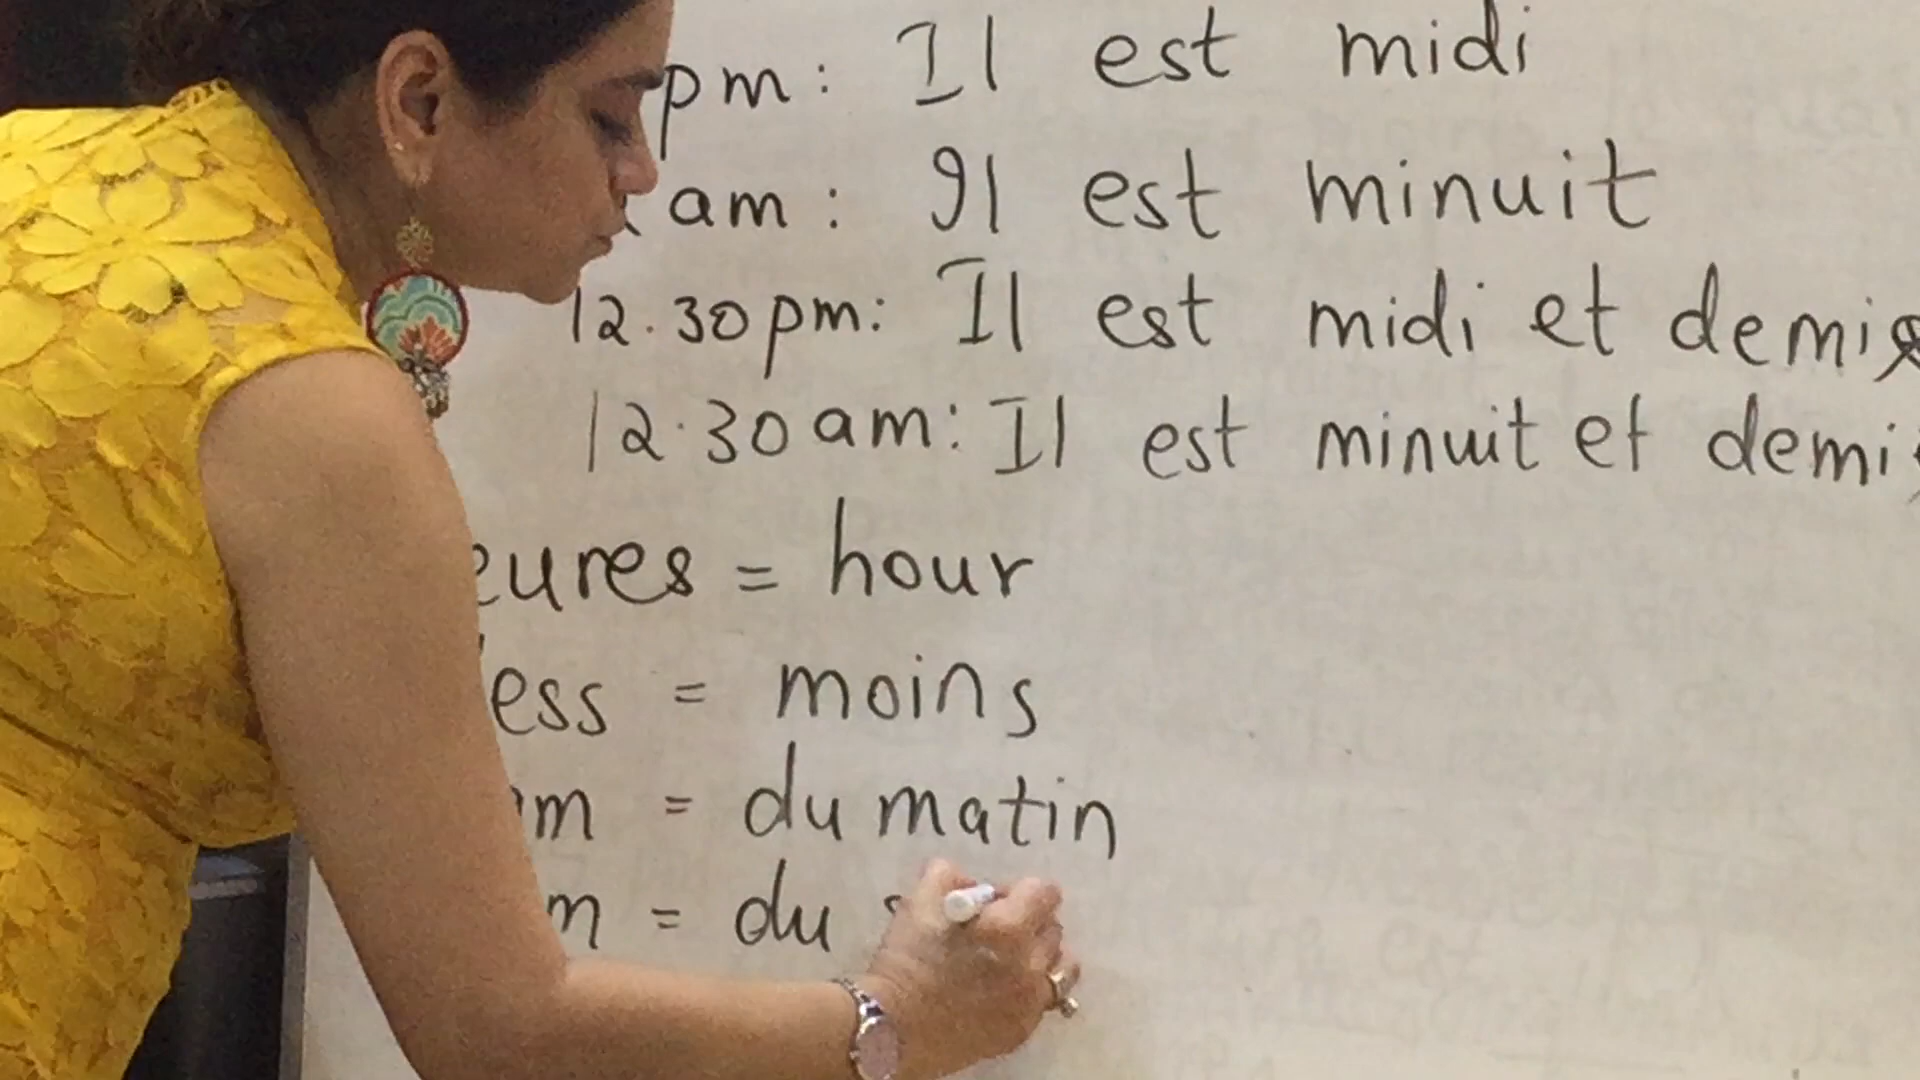 pm: Il est midi
am: Il est minuit
12.30pm: Il est midi et demi
12.30am: Il est minuit et demi
eures = hour
ess = moins
m = du matin
m = du